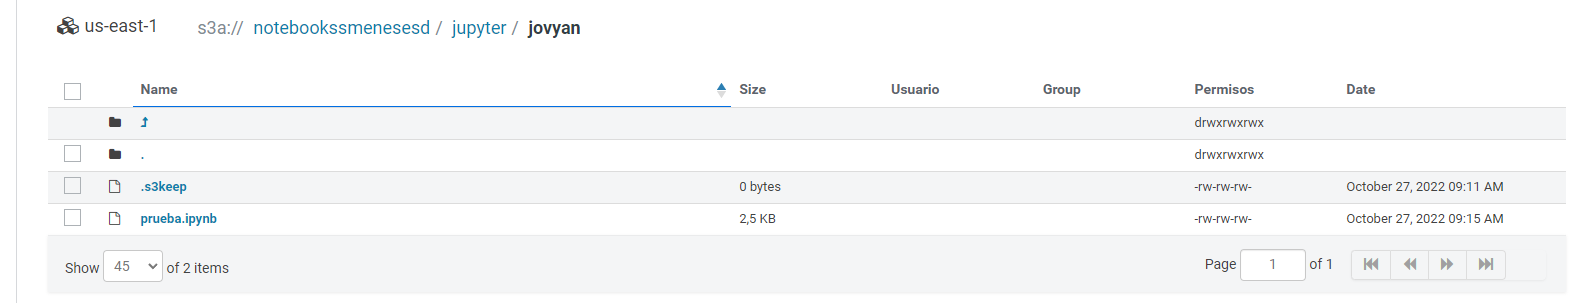 us-east-1 s3a:// notebookssmenesesd / jupyter / jovyan
Name Size Usuario Group Permisos Date
drwxrwxrwx
. drwxrwxrwx
.s3keep 0 bytes -rw-rw-rw- October 27, 2022 09:11 AM
prueba.ipynb 2,5 KB -rw-rw-rw- October 27, 2022 09:15 AM
Show 45 of 2 items Page 1 of 1